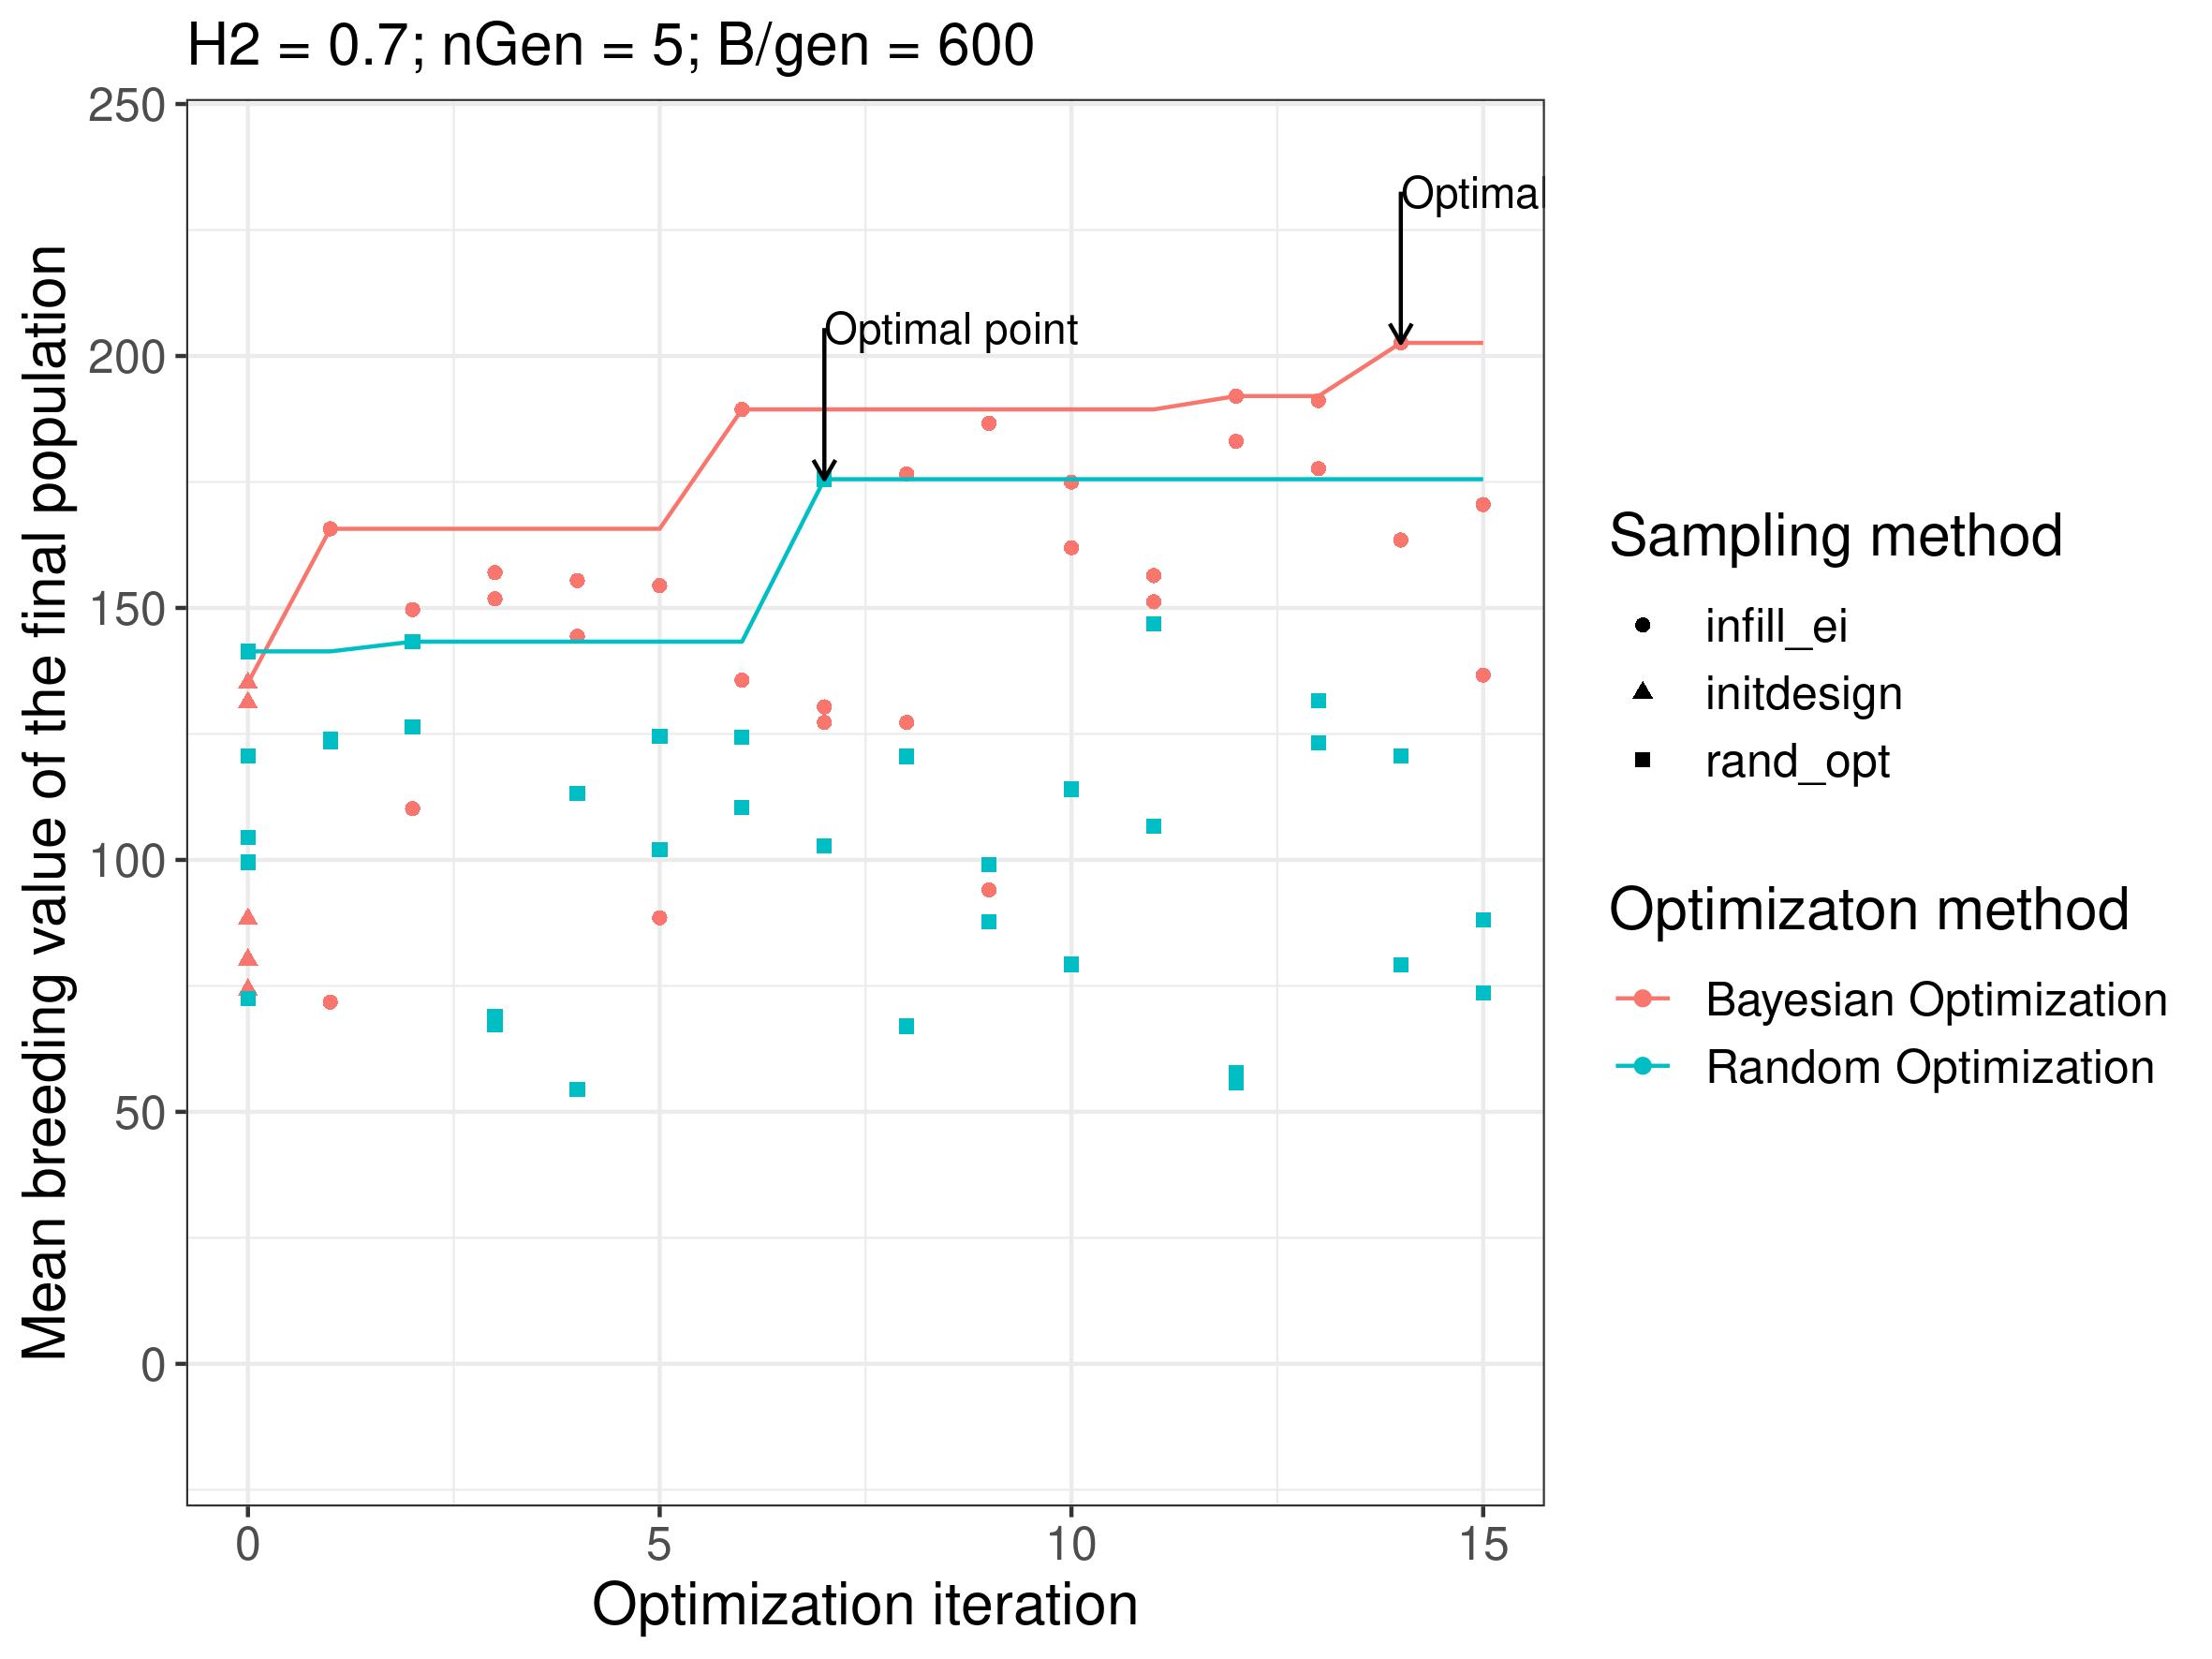 H2 = 0.7; nGen = 5; B/gen = 600
Mean breeding value of the final population
250
200
150
100
50
0
Optimal
Optimal point
0
5
10
15
Optimization iteration
Sampling method
infill_ei
initdesign
rand_opt
Optimizaton method
Bayesian Optimization
Random Optimization